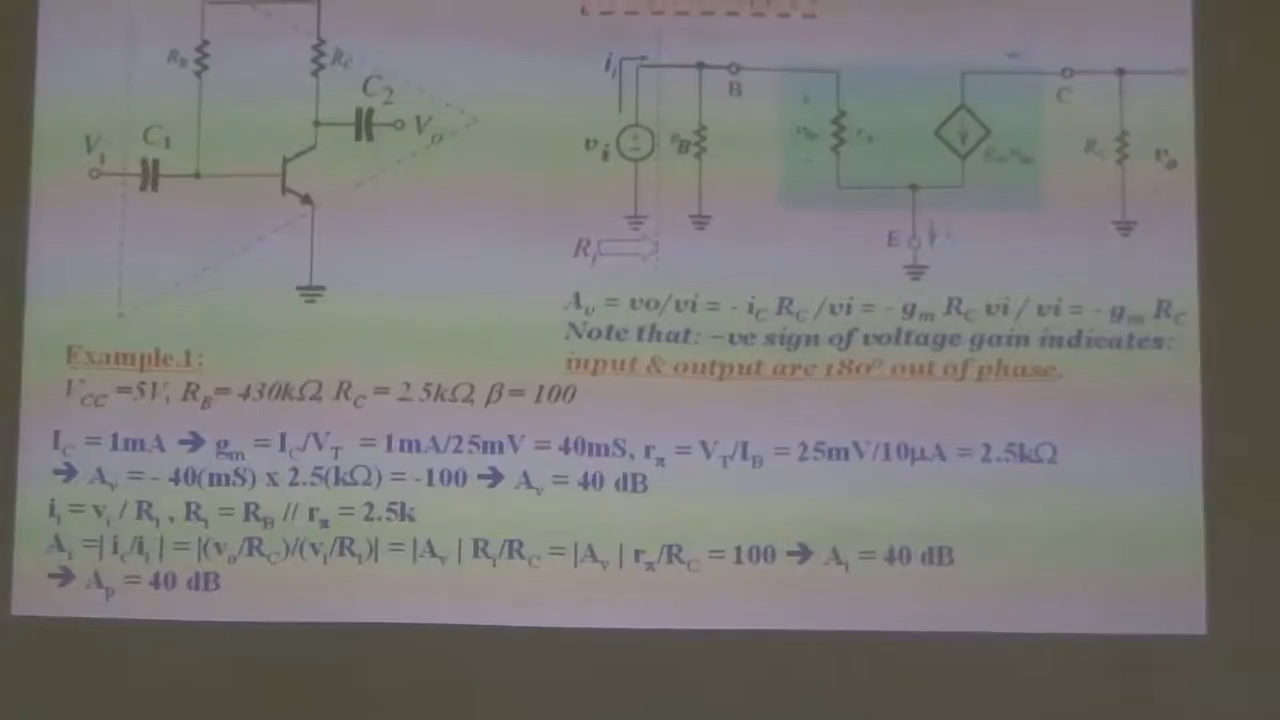 R_B
R_C
C_2
V_o
C_1
V_i
i_i
B
C
v_i
R_B
r_π
R_C
v_o
E
R_i
A_v = vo/vi = - i_C R_C /vi = - g_m R_C vi / vi = - g_m R_C
Note that: –ve sign of voltage gain indicates:
input & output are 180° out of phase.
Example.1:
V_CC =5V, R_B= 430kΩ, R_C = 2.5kΩ, β= 100
I_C = 1mA ➔ g_m = I_C/V_T = 1mA/25mV = 40mS, r_π = V_T/I_B = 25mV/10µA = 2.5kΩ
➔ A_v = - 40(mS) x 2.5(kΩ) = -100 ➔ A_v = 40 dB
i_i = v_i / R_i , R_i = R_B // r_π = 2.5k
A_i =| i_c/i_i | = |(v_o/R_C)/(v_i/R_i)| = |A_v | R_i/R_C = |A_v | r_π/R_C = 100 ➔ A_i = 40 dB
➔ A_p = 40 dB